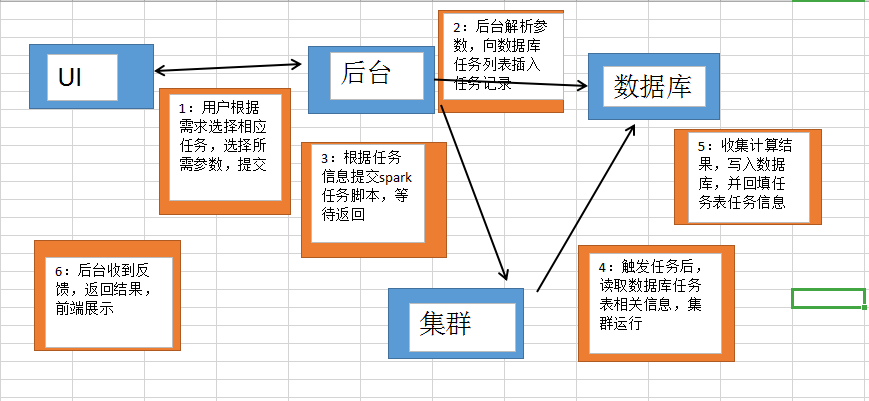 UI
后台
数据库
集群
1：用户根据
需求选择相应
任务，选择所
需参数，提交
2：后台解析参
数，向数据库
任务列表插入
任务记录
3：根据任务
信息提交spark
任务脚本，等
待返回
4：触发任务后，
读取数据库任务
表相关信息，集
群运行
5：收集计算结
果，写入数据
库，并回填任
务表任务信息
6：后台收到反
馈，返回结果，
前端展示